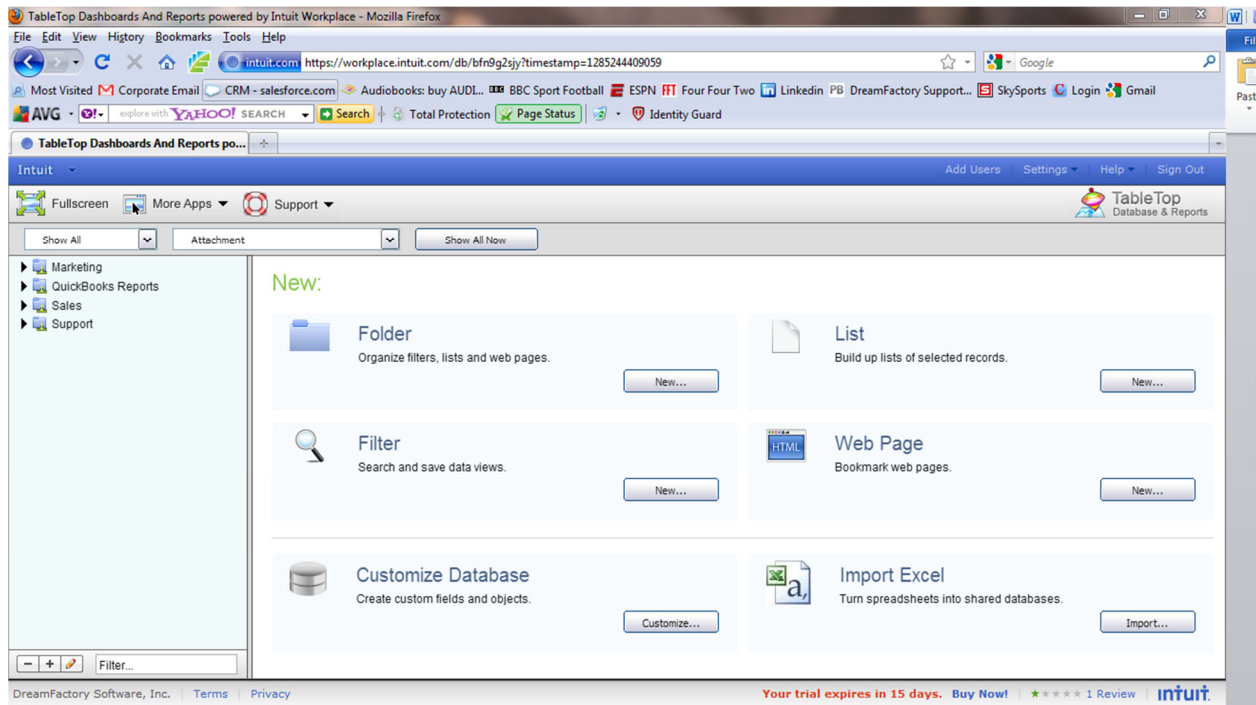 TableTop Dashboards And Reports powered by Intuit Workplace - Mozilla Firefox
File Edit View History Bookmarks Tools Help
intuit.com https://workplace.intuit.com/db/bfn9g2sjy?timestamp=1285244409059 Google
Most Visited Corporate Email CRM - salesforce.com Audiobooks: buy AUDI... BBC BBC Sport Football ESPN FFT Four Four Two in Linkedin PB DreamFactory Support... S SkySports C Login Gmail
AVG explore with YAHOO! SEARCH Search Total Protection Page Status Identity Guard
TableTop Dashboards And Reports po...
Intuit Add Users Settings Help Sign Out
Fullscreen More Apps Support TableTop
Database & Reports
Show All Attachment Show All Now
Marketing
QuickBooks Reports
Sales
Support
New:
Folder
Organize filters, lists and web pages.
New...
List
Build up lists of selected records.
New...
Filter
Search and save data views.
New...
HTML
Web Page
Bookmark web pages.
New...
Customize Database
Create custom fields and objects.
Customize...
a,
Import Excel
Turn spreadsheets into shared databases.
Import...
Filter...
DreamFactory Software, Inc. Terms Privacy Your trial expires in 15 days. Buy Now! 1 Review intuit.
W
Fil
Past